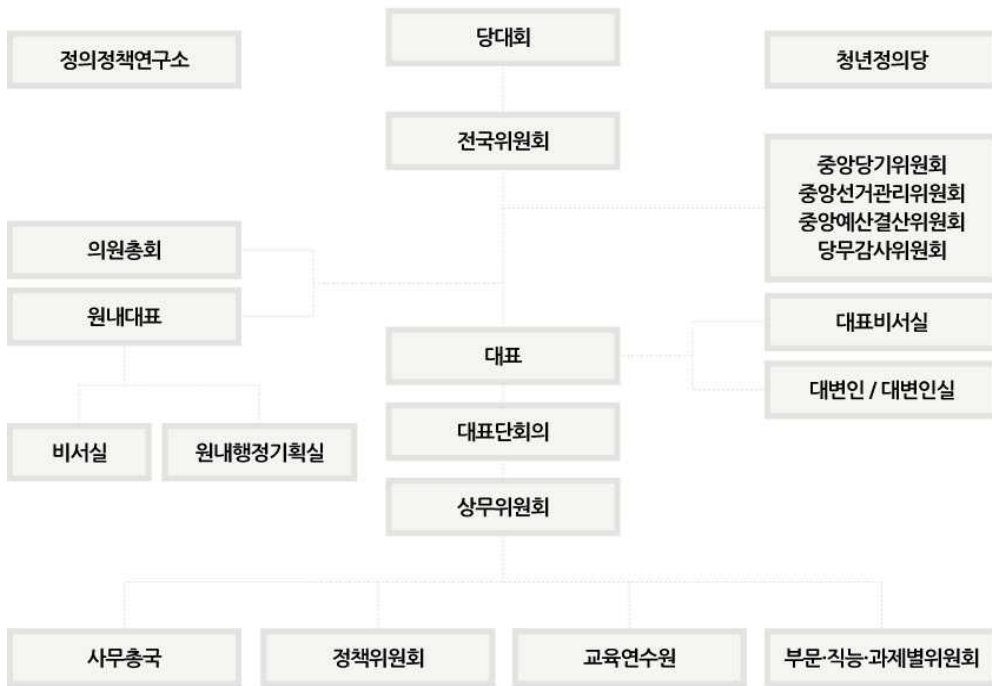 당대회
정의정책연구소
청년정의당
전국위원회
중앙당기위원회
중앙선거관리위원회
중앙예산결산위원회
당무감사위원회
의원총회
원내대표
대표비서실
대표
대변인 / 대변인실
대표단회의
비서실
원내행정기획실
상무위원회
사무총국
정책위원회
교육연수원
부문·직능·과제별위원회